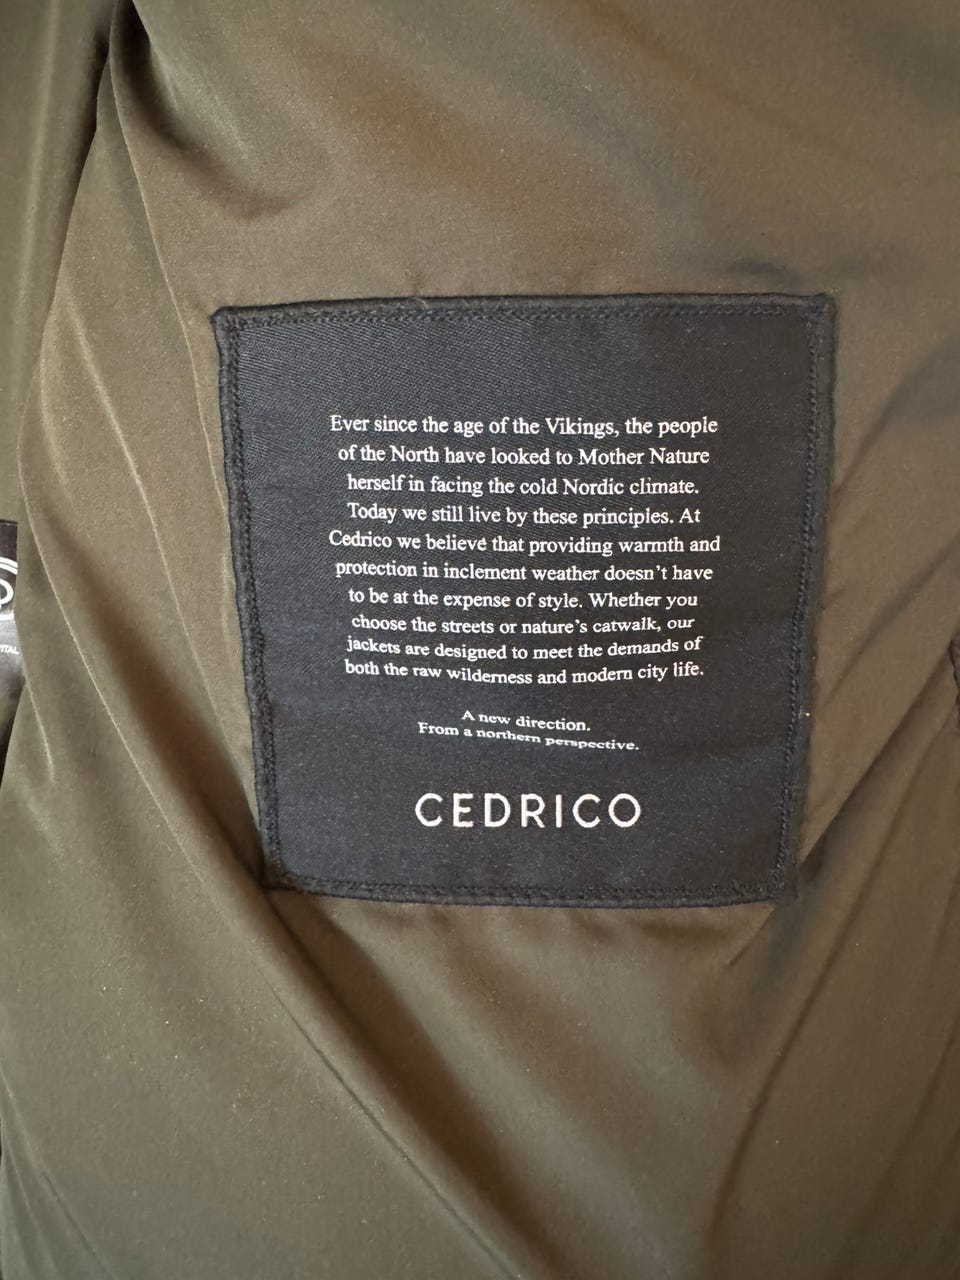 Ever since the age of the Vikings, the people
of the North have looked to Mother Nature
herself in facing the cold Nordic climate.
Today we still live by these principles. At
Cedrico we believe that providing warmth and
protection in inclement weather doesn't have
to be at the expense of style. Whether you
choose the streets or nature's catwalk, our
jackets are designed to meet the demands of
both the raw wilderness and modern city life.
A new direction.
From a northern perspective.
CEDRICO